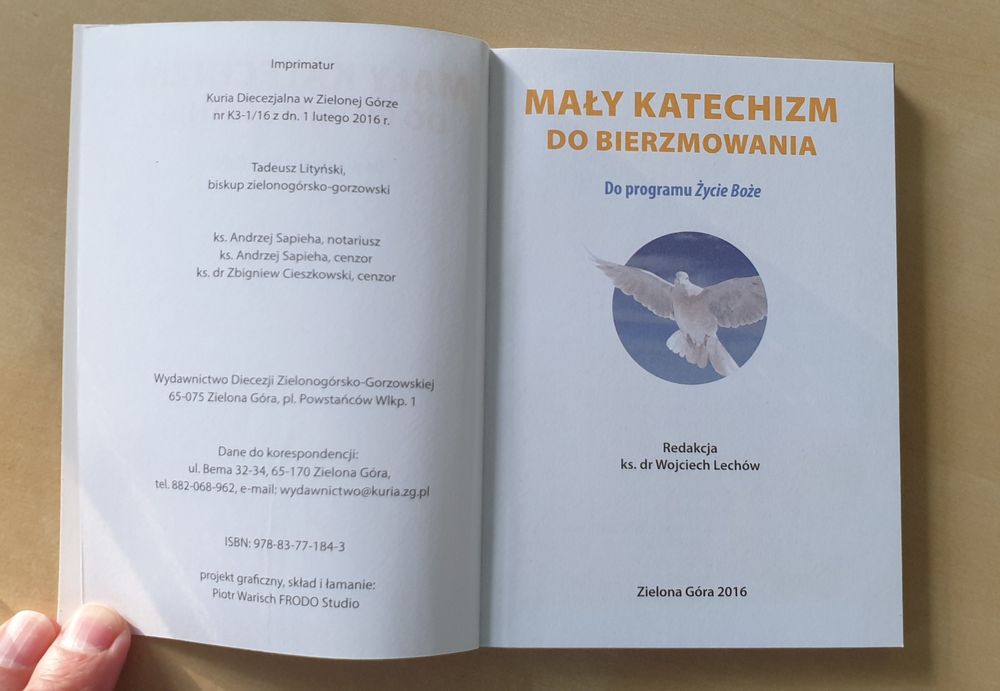 Imprimatur
Kuria Diecezjalna w Zielonej Górze
nr K3-1/16 z dn. 1 lutego 2016 r.
Tadeusz Lityński,
biskup zielonogórsko-gorzowski
ks. Andrzej Sapieha, notariusz
ks. Andrzej Sapieha, cenzor
ks. dr Zbigniew Cieszkowski, cenzor
Wydawnictwo Diecezji Zielonogórsko-Gorzowskiej
65-075 Zielona Góra, pl. Powstańców Wlkp. 1
Dane do korespondencji:
ul. Bema 32-34, 65-170 Zielona Góra,
tel. 882-068-962, e-mail: wydawnictwo@kuria.zg.pl
ISBN: 978-83-77-184-3
projekt graficzny, skład i łamanie:
Piotr Warisch FRODO Studio
MAŁY KATECHIZM
DO BIERZMOWANIA
Do programu Życie Boże
Redakcja
ks. dr Wojciech Lechów
Zielona Góra 2016